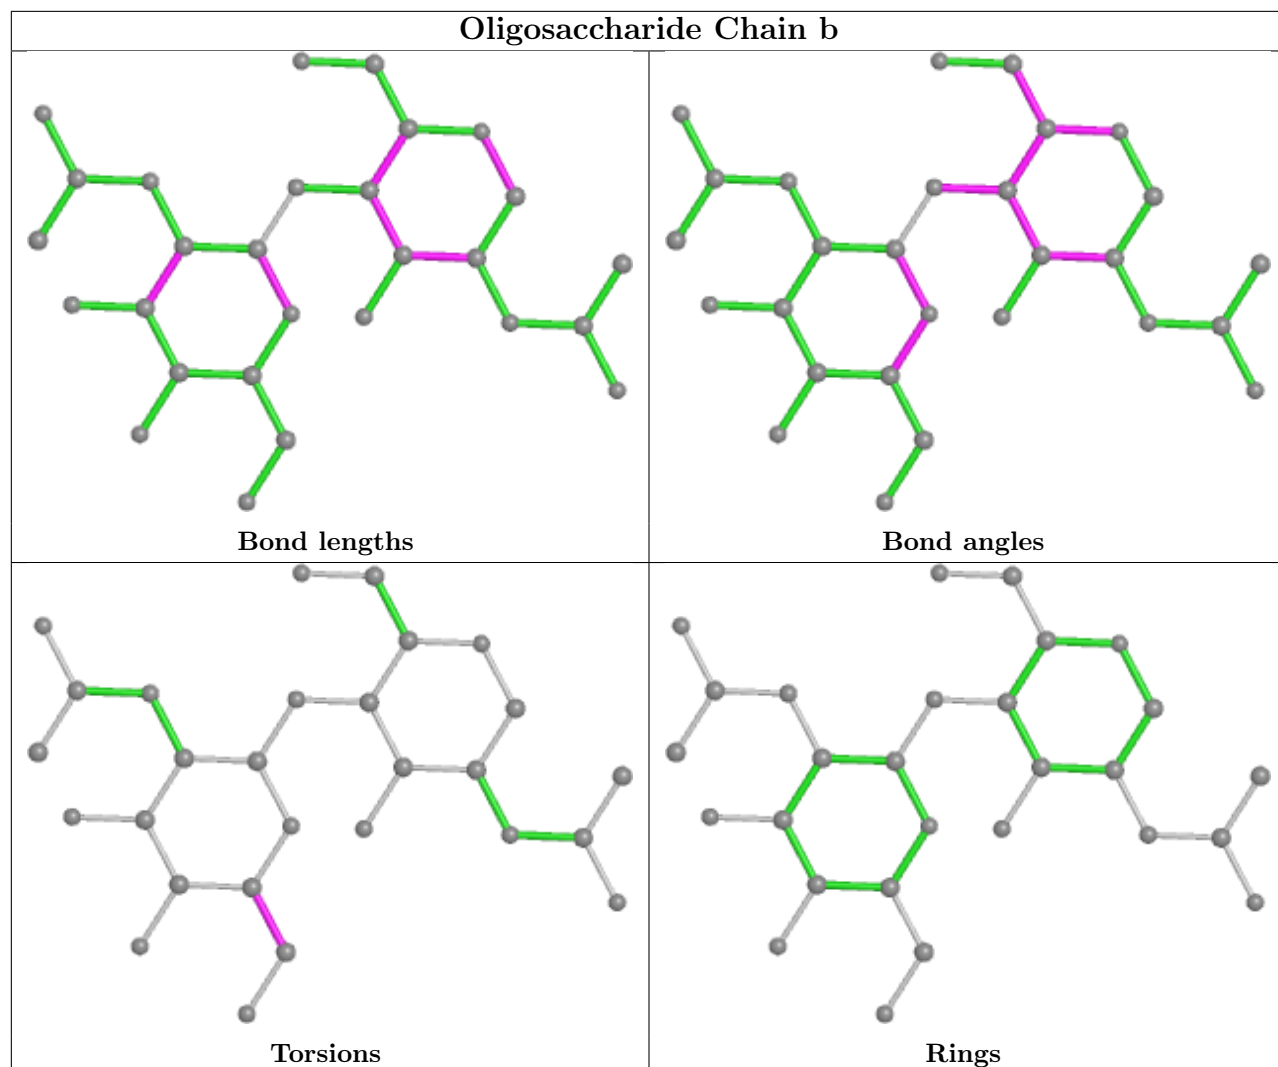 Oligosaccharide Chain b
Bond lengths
Bond angles
Torsions
Rings